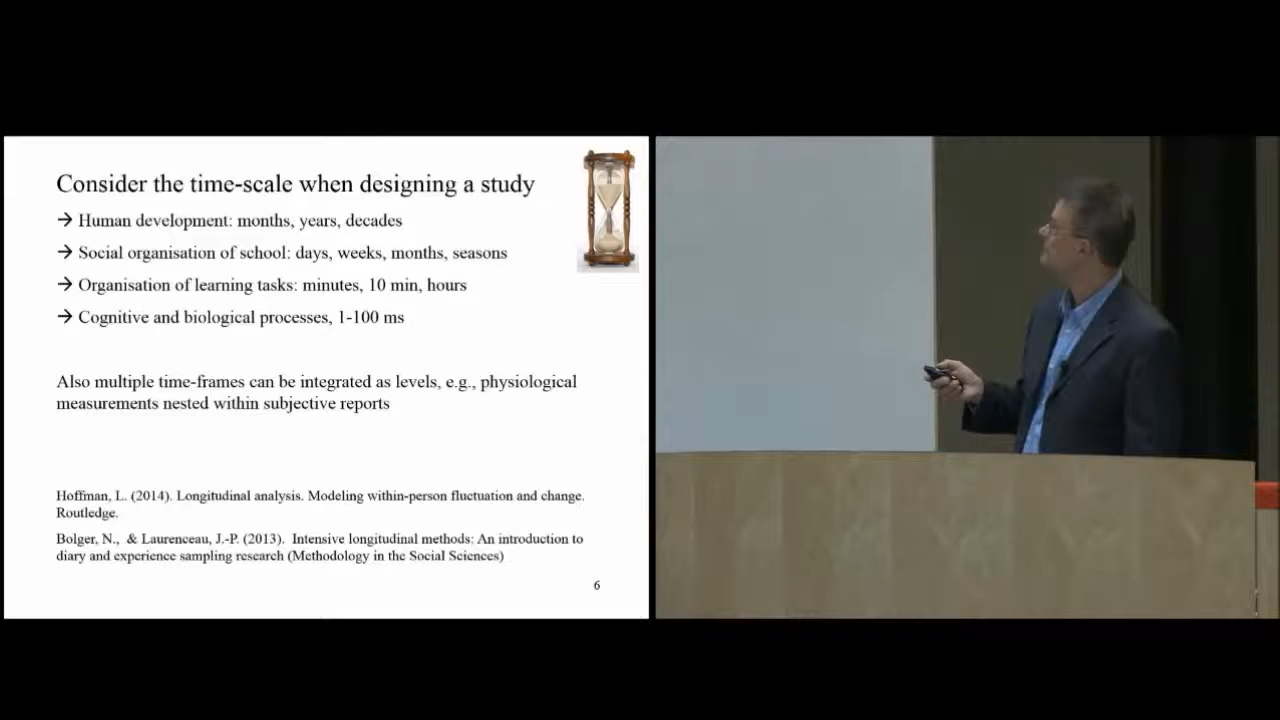 Consider the time-scale when designing a study
→ Human development: months, years, decades
→ Social organisation of school: days, weeks, months, seasons
→ Organisation of learning tasks: minutes, 10 min, hours
→ Cognitive and biological processes, 1-100 ms
Also multiple time-frames can be integrated as levels, e.g., physiological
measurements nested within subjective reports
Hoffman, L. (2014). Longitudinal analysis. Modeling within-person fluctuation and change.
Routledge.
Bolger, N., & Laurenceau, J.-P. (2013). Intensive longitudinal methods: An introduction to
diary and experience sampling research (Methodology in the Social Sciences)
6